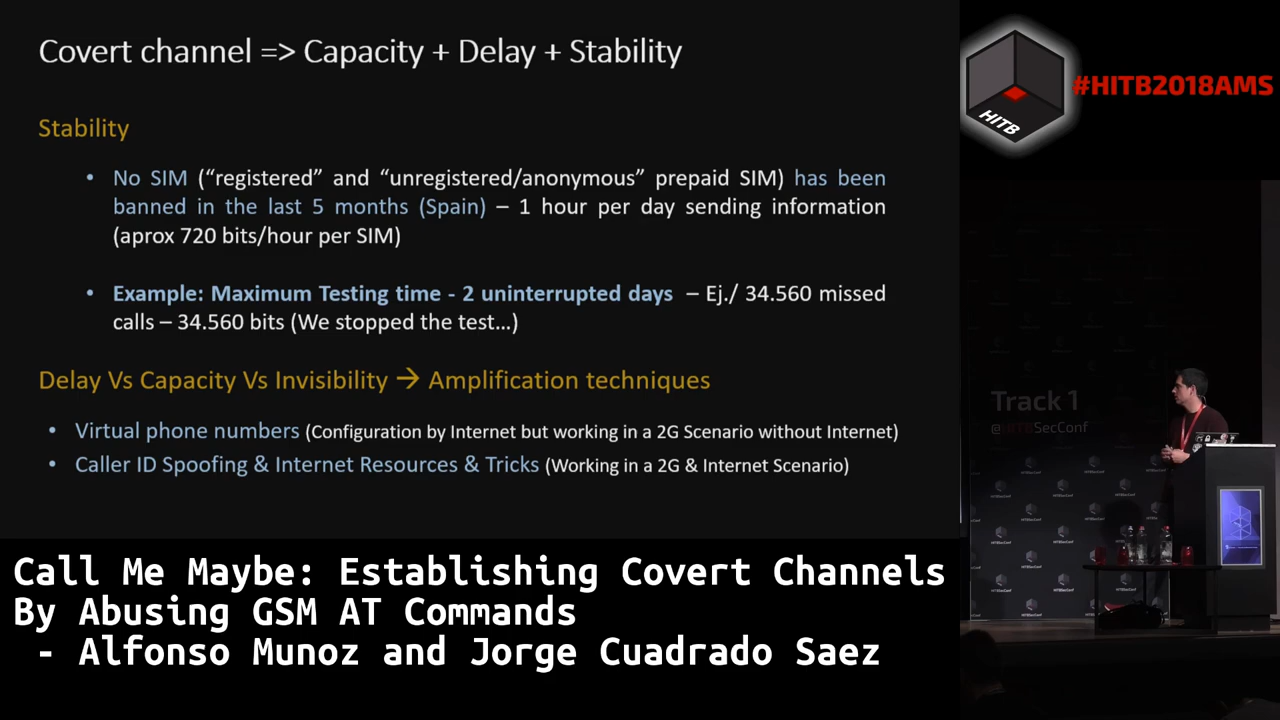 Covert channel => Capacity + Delay + Stability
Stability
• No SIM (“registered” and “unregistered/anonymous” prepaid SIM) has been
banned in the last 5 months (Spain) – 1 hour per day sending information
(aprox 720 bits/hour per SIM)
• Example: Maximum Testing time - 2 uninterrupted days – Ej./ 34.560 missed
calls – 34.560 bits (We stopped the test…)
Delay Vs Capacity Vs Invisibility → Amplification techniques
• Virtual phone numbers (Configuration by Internet but working in a 2G Scenario without Internet)
• Caller ID Spoofing & Internet Resources & Tricks (Working in a 2G & Internet Scenario)
HITB
#HITB2018AMS
Track 1
@HITBSecConf
Call Me Maybe: Establishing Covert Channels
By Abusing GSM AT Commands
- Alfonso Munoz and Jorge Cuadrado Saez